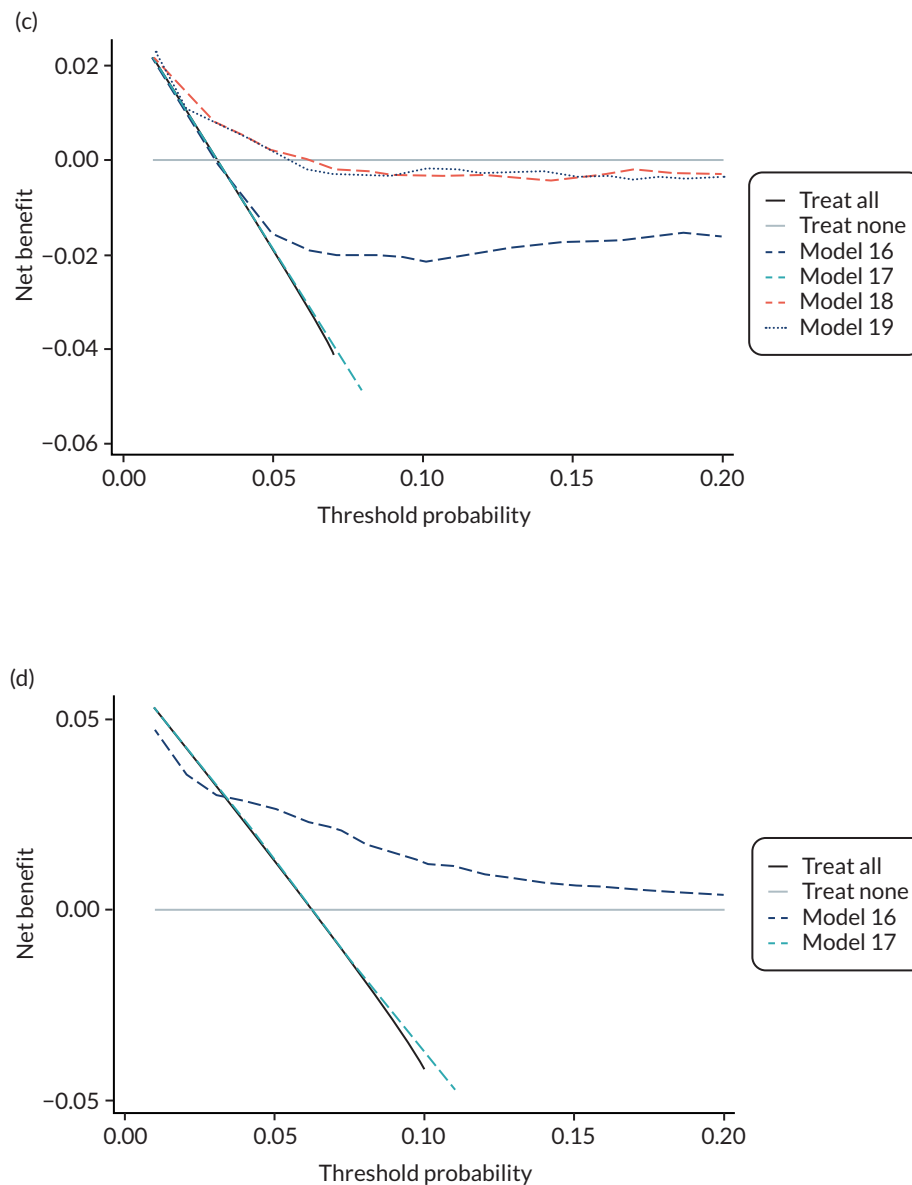 (c)
0.02
0.00
−0.02
−0.04
−0.06
Net benefit
0.00 0.05 0.10 0.15 0.20
Threshold probability
Treat all
Treat none
Model 16
Model 17
Model 18
Model 19
(d)
0.05
0.00
−0.05
Net benefit
0.00 0.05 0.10 0.15 0.20
Threshold probability
Treat all
Treat none
Model 16
Model 17